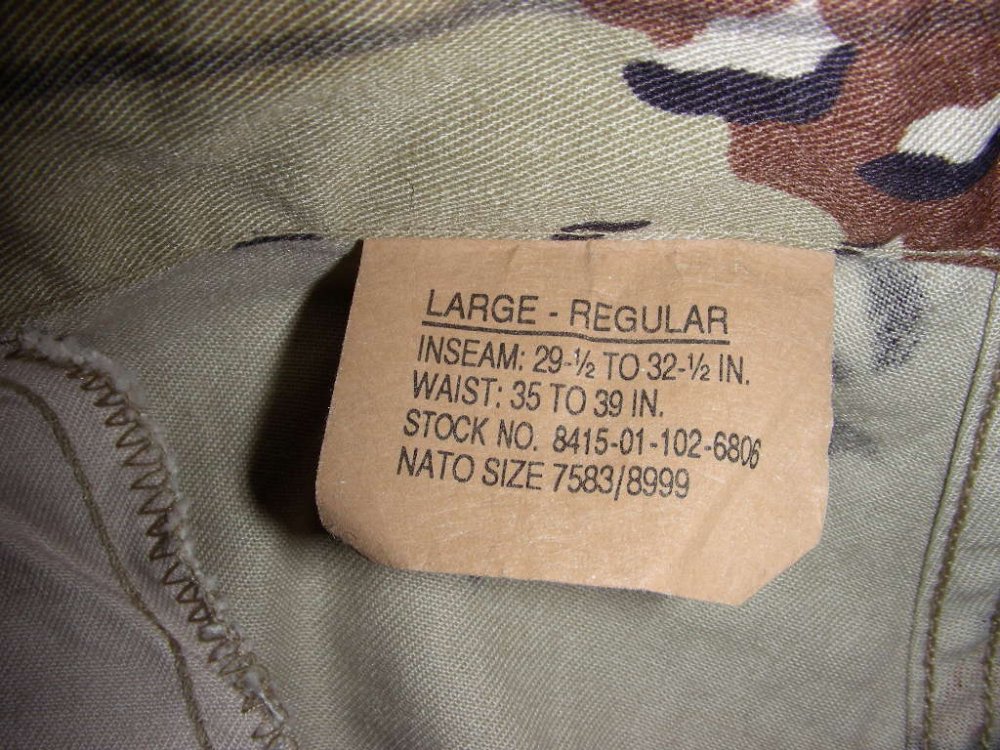 LARGE - REGULAR
INSEAM: 29-½ TO 32-½ IN.
WAIST: 35 TO 39 IN.
STOCK NO. 8415-01-102-6806
NATO SIZE 7583/8999